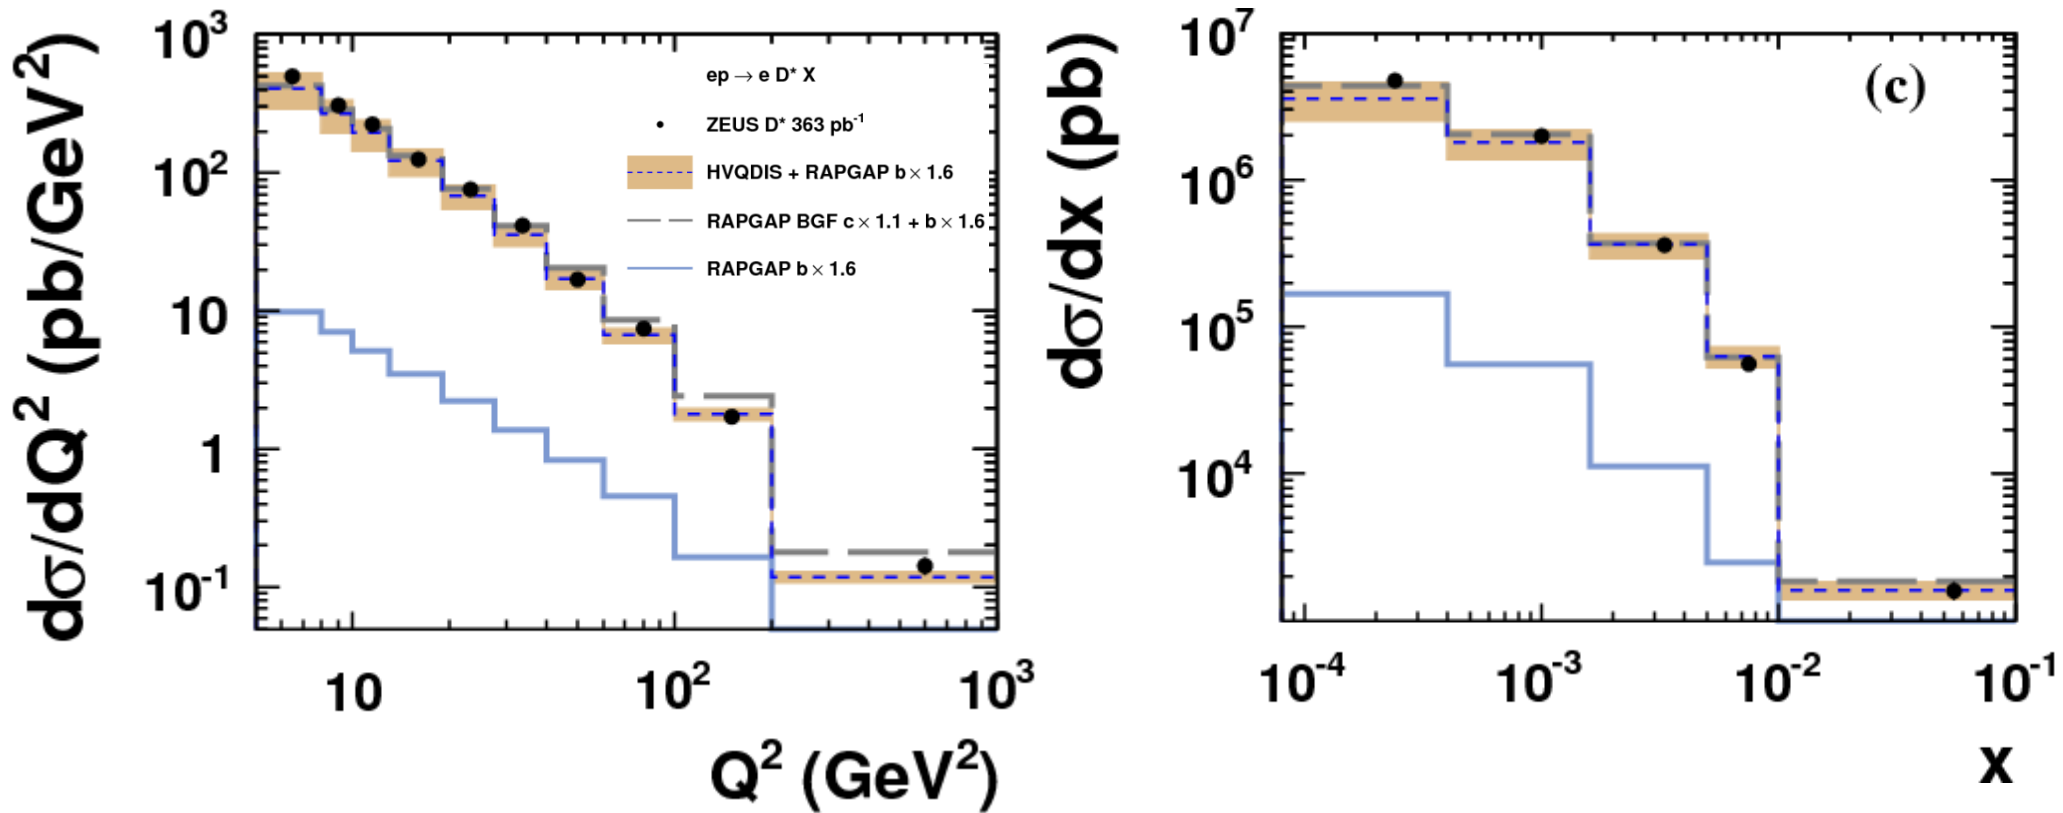 dσ/dQ² (pb/GeV²)
10³
10²
10
1
10⁻¹
ep → e D* X
ZEUS D* 363 pb⁻¹
HVQDIS + RAPGAP b × 1.6
RAPGAP BGF c × 1.1 + b × 1.6
RAPGAP b × 1.6
10 10² 10³
Q² (GeV²)
dσ/dx (pb)
10⁷
10⁶
10⁵
10⁴
(c)
10⁻⁴ 10⁻³ 10⁻² 10⁻¹
x